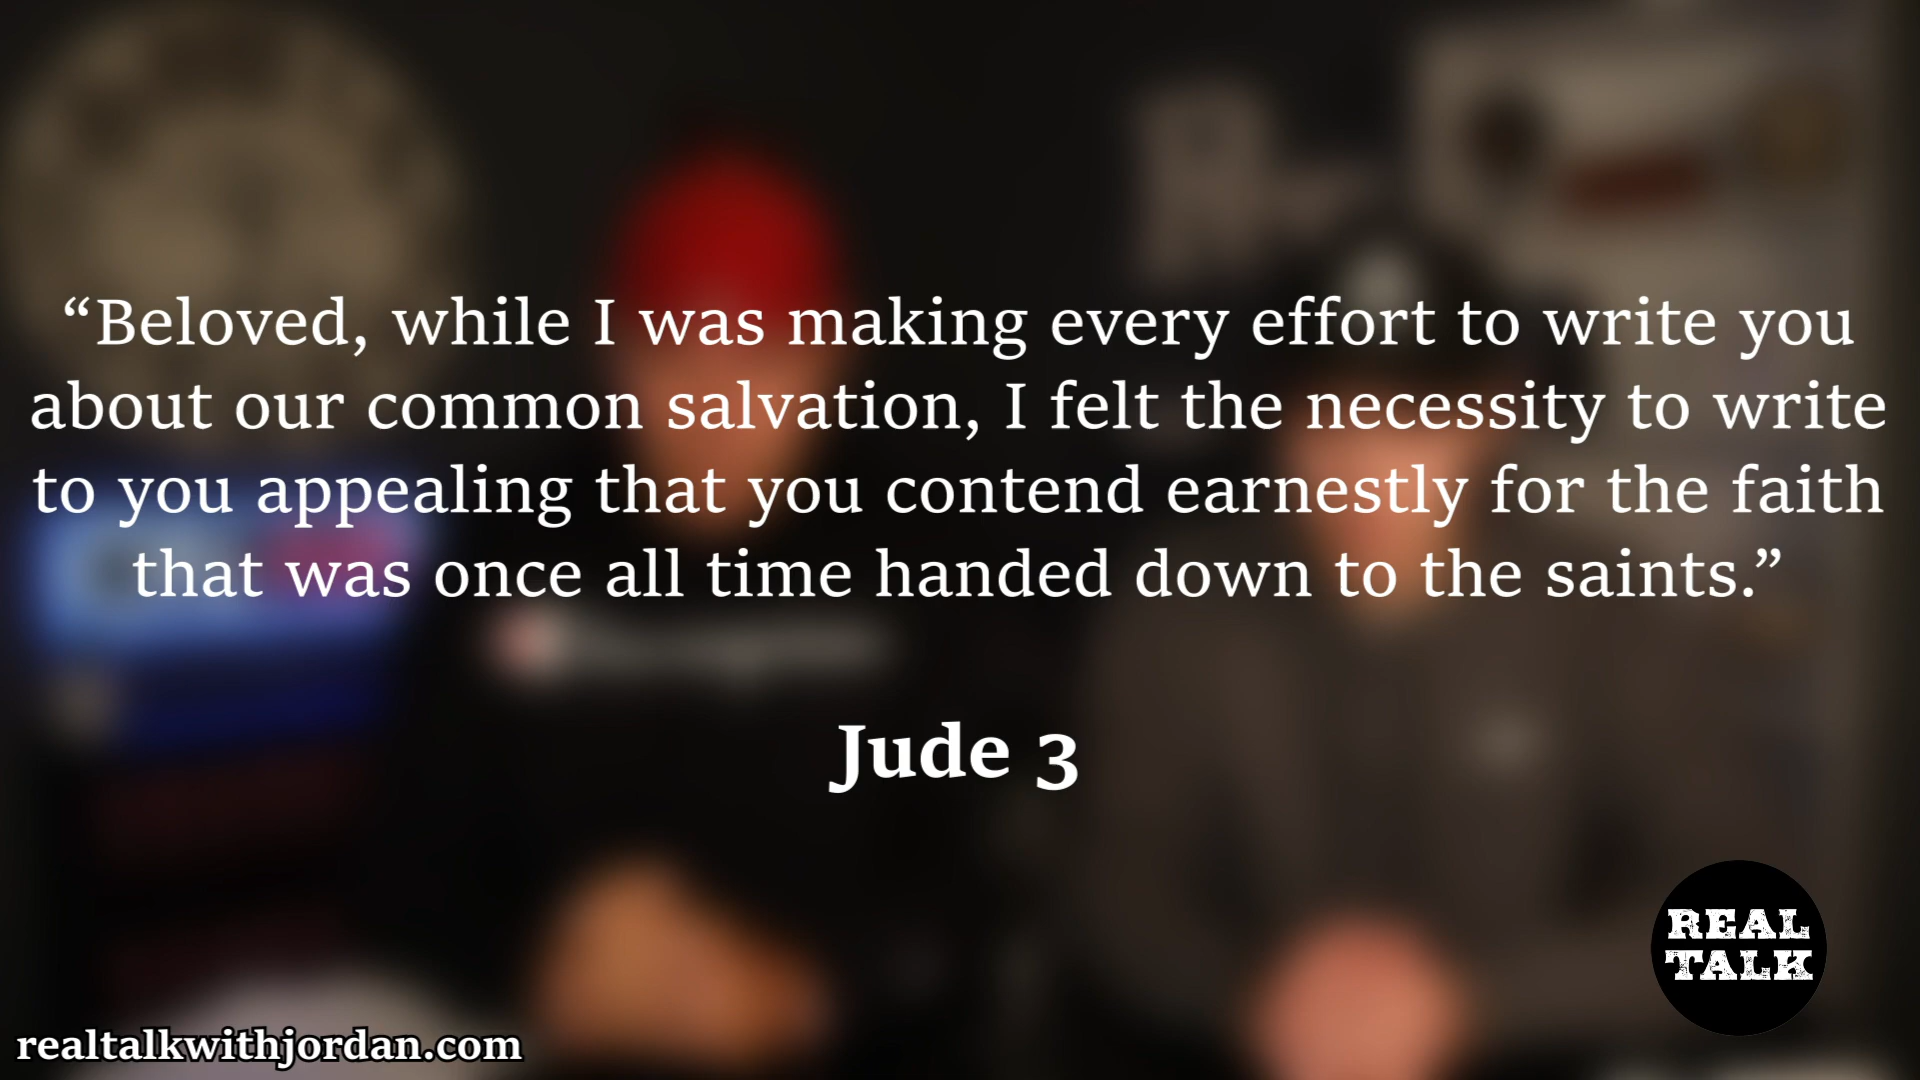 “Beloved, while I was making every effort to write you
about our common salvation, I felt the necessity to write
to you appealing that you contend earnestly for the faith
that was once all time handed down to the saints.”
Jude 3
REAL
TALK
realtalkwithjordan.com